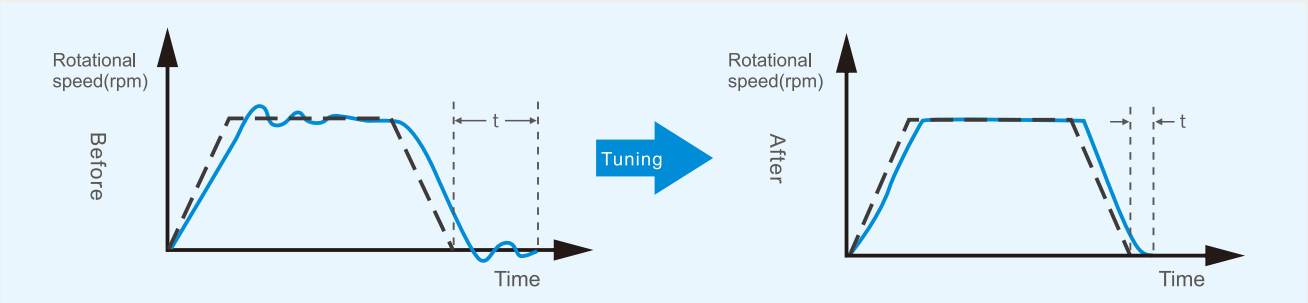 Rotational
speed(rpm)
Before
t
Time
Tuning
Rotational
speed(rpm)
After
t
Time